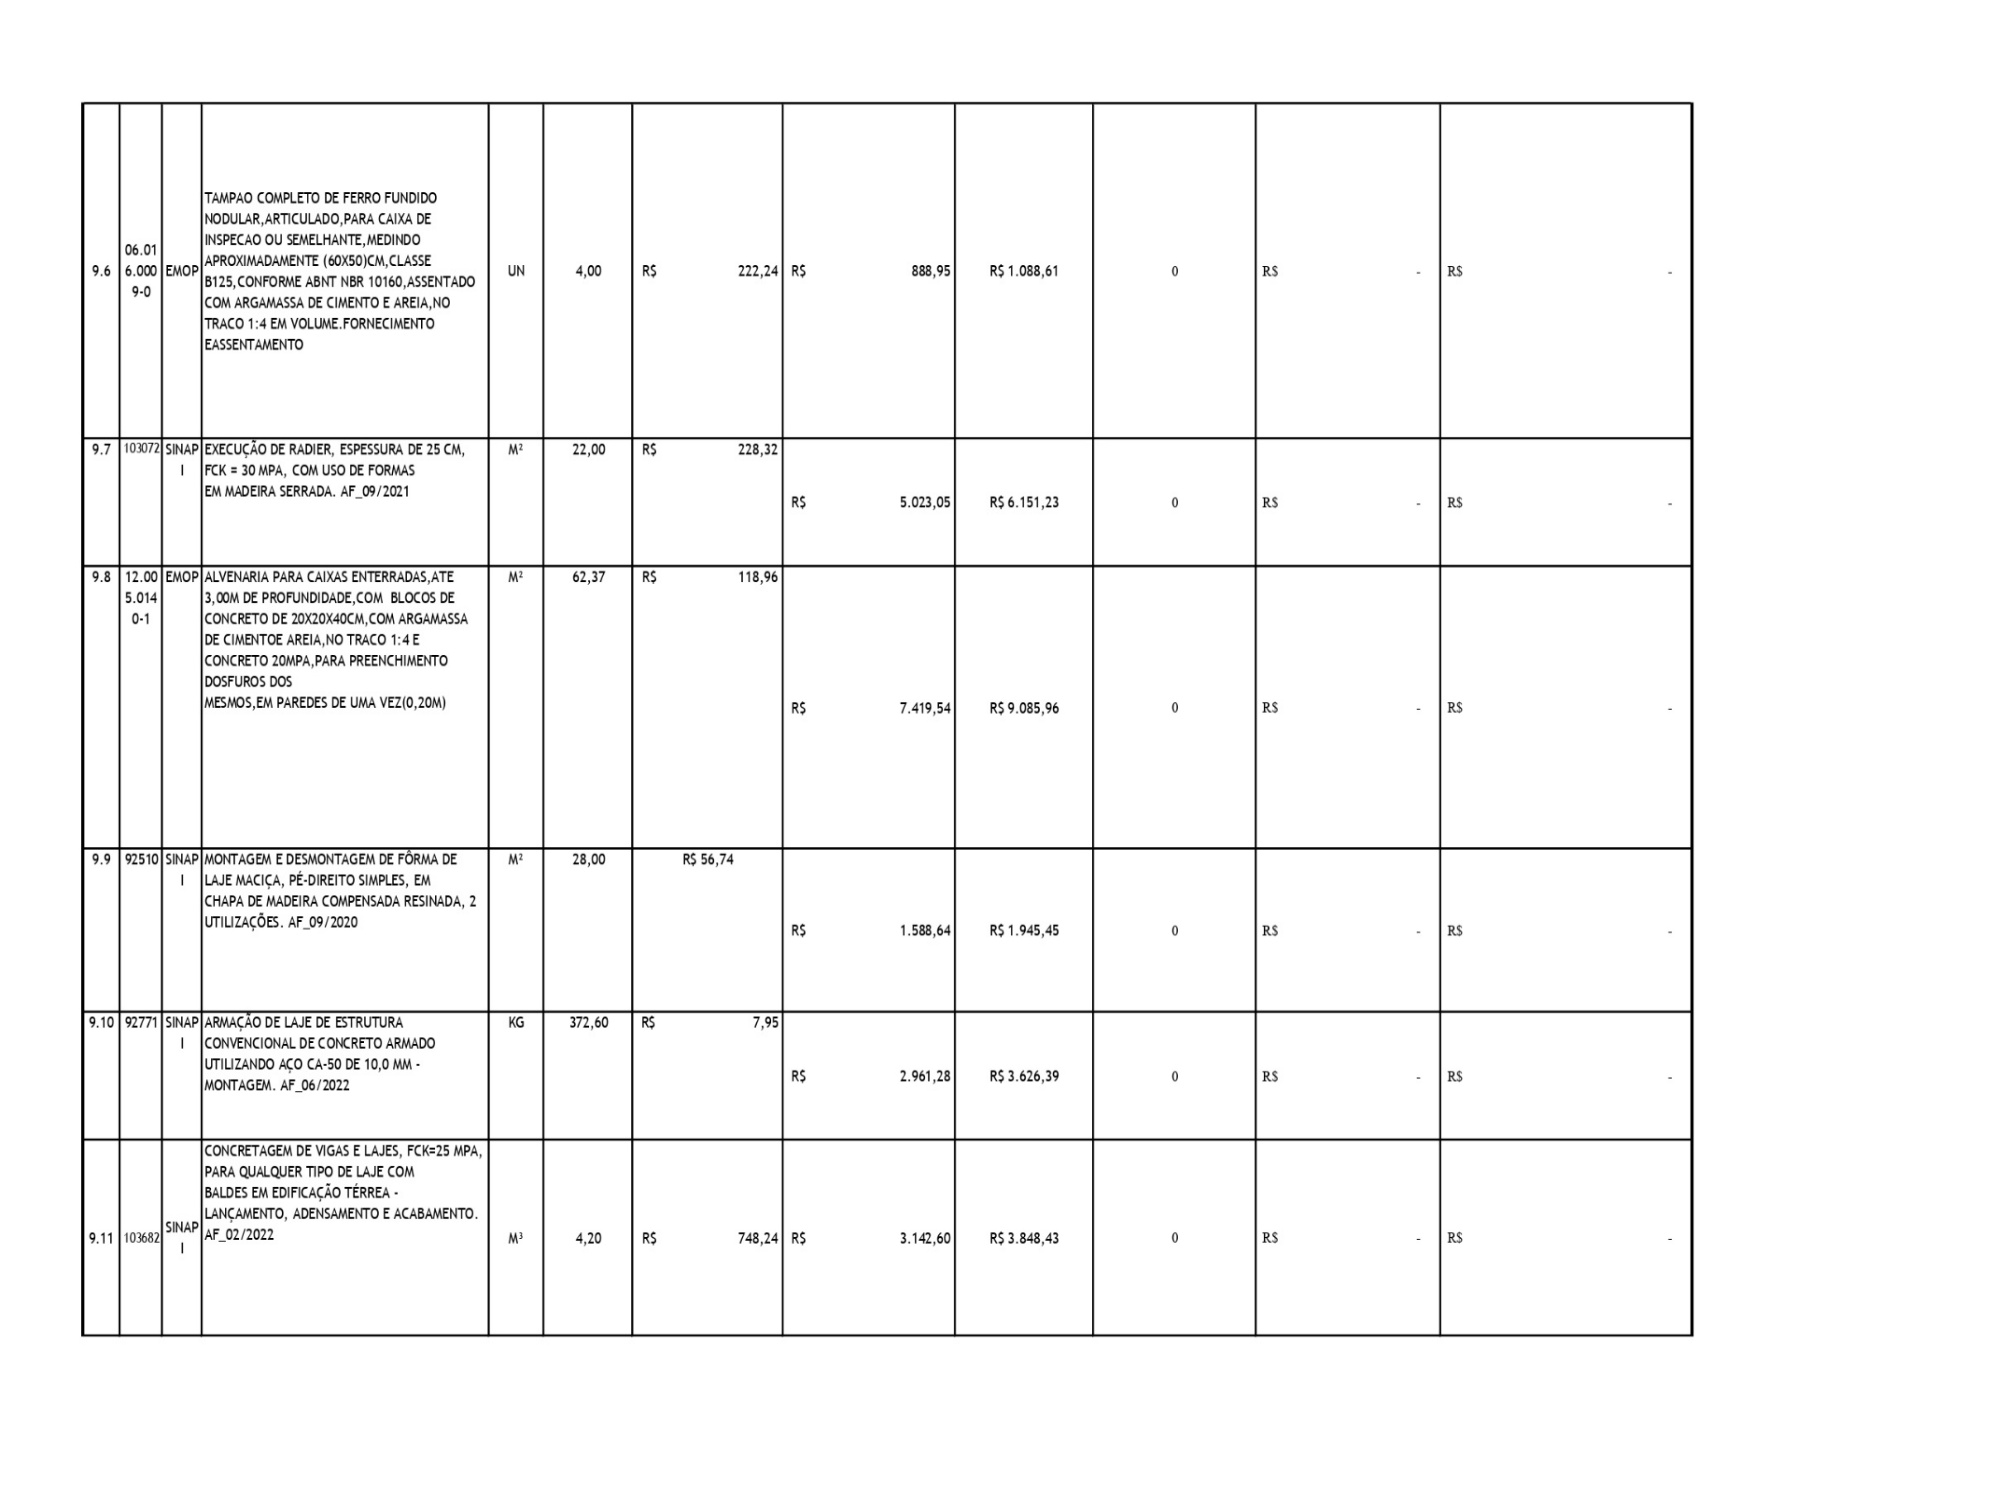 9.6 06.01 6.000 9-0 EMOP TAMPAO COMPLETO DE FERRO FUNDIDO
NODULAR,ARTICULADO,PARA CAIXA DE
INSPECAO OU SEMELHANTE,MEDINDO
APROXIMADAMENTE (60X50)CM,CLASSE
B125,CONFORME ABNT NBR 10160,ASSENTADO
COM ARGAMASSA DE CIMENTO E AREIA,NO
TRACO 1:4 EM VOLUME.FORNECIMENTO
EASSENTAMENTO
UN 4,00 R$ 222,24 R$ 888,95 R$ 1.088,61 0 R$ - R$ -
9.7 103072 SINAP I EXECUÇÃO DE RADIER, ESPESSURA DE 25 CM,
FCK = 30 MPA, COM USO DE FORMAS
EM MADEIRA SERRADA. AF_09/2021
M² 22,00 R$ 228,32 R$ 5.023,05 R$ 6.151,23 0 R$ - R$ -
9.8 12.00 5.014 0-1 EMOP ALVENARIA PARA CAIXAS ENTERRADAS,ATE
3,00M DE PROFUNDIDADE,COM BLOCOS DE
CONCRETO DE 20X20X40CM,COM ARGAMASSA
DE CIMENTOE AREIA,NO TRACO 1:4 E
CONCRETO 20MPA,PARA PREENCHIMENTO
DOSFUROS DOS
MESMOS,EM PAREDES DE UMA VEZ(0,20M)
M² 62,37 R$ 118,96 R$ 7.419,54 R$ 9.085,96 0 R$ - R$ -
9.9 92510 SINAP I MONTAGEM E DESMONTAGEM DE FÔRMA DE
LAJE MACIÇA, PÉ-DIREITO SIMPLES, EM
CHAPA DE MADEIRA COMPENSADA RESINADA, 2
UTILIZAÇÕES. AF_09/2020
M² 28,00 R$ 56,74 R$ 1.588,64 R$ 1.945,45 0 R$ - R$ -
9.10 92771 SINAP I ARMAÇÃO DE LAJE DE ESTRUTURA
CONVENCIONAL DE CONCRETO ARMADO
UTILIZANDO AÇO CA-50 DE 10,0 MM -
MONTAGEM. AF_06/2022
KG 372,60 R$ 7,95 R$ 2.961,28 R$ 3.626,39 0 R$ - R$ -
9.11 103682 SINAP I CONCRETAGEM DE VIGAS E LAJES, FCK=25 MPA,
PARA QUALQUER TIPO DE LAJE COM
BALDES EM EDIFICAÇÃO TÉRREA -
LANÇAMENTO, ADENSAMENTO E ACABAMENTO.
AF_02/2022
M³ 4,20 R$ 748,24 R$ 3.142,60 R$ 3.848,43 0 R$ - R$ -